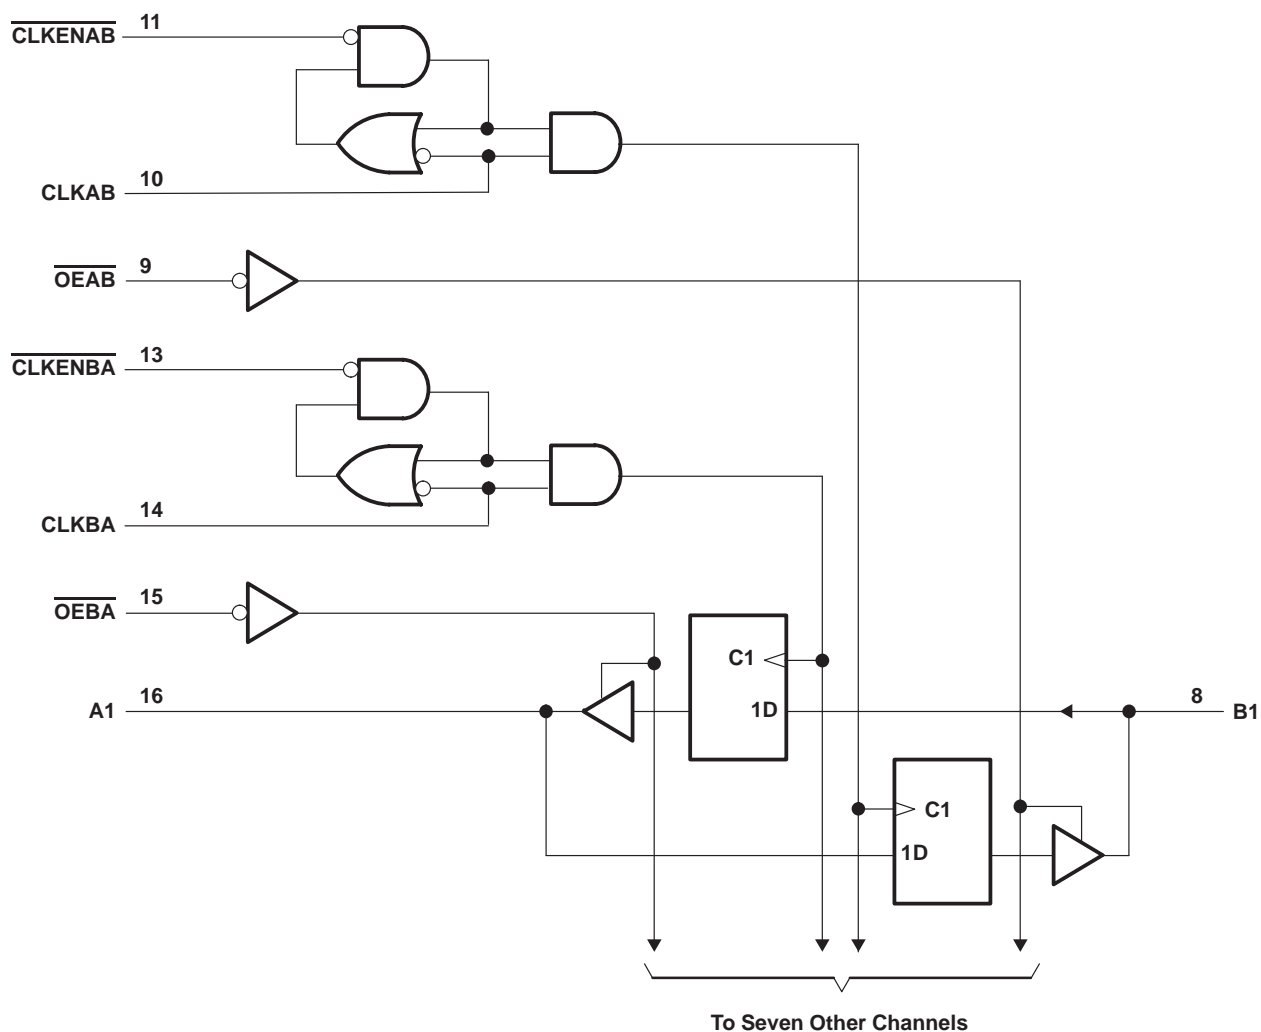 CLKENAB 11
CLKAB 10
OEAB 9
CLKENBA 13
CLKBA 14
OEBA 15
C1
A1 16
1D
8 B1
C1
1D
To Seven Other Channels